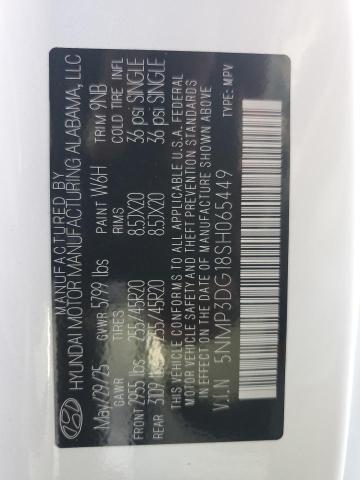 MANUFACTURED BY
HYUNDAI MOTOR MANUFACTURING ALABAMA, LLC
May/29/25 PAINT W6H TRIM 9NB
GVWR 5799 lbs
GAWR TIRES RIMS COLD TIRE INFL
FRONT 2955 lbs 255/45R20 8.5JX20 36 psi SINGLE
REAR 3109 lbs 255/45R20 8.5JX20 36 psi SINGLE
THIS VEHICLE CONFORMS TO ALL APPLICABLE U.S.A. FEDERAL
MOTOR VEHICLE SAFETY AND THEFT PREVENTION STANDARDS
IN EFFECT ON THE DATE OF MANUFACTURE SHOWN ABOVE
V.I.N 5NMP3DG18SH065449 TYPE: MPV